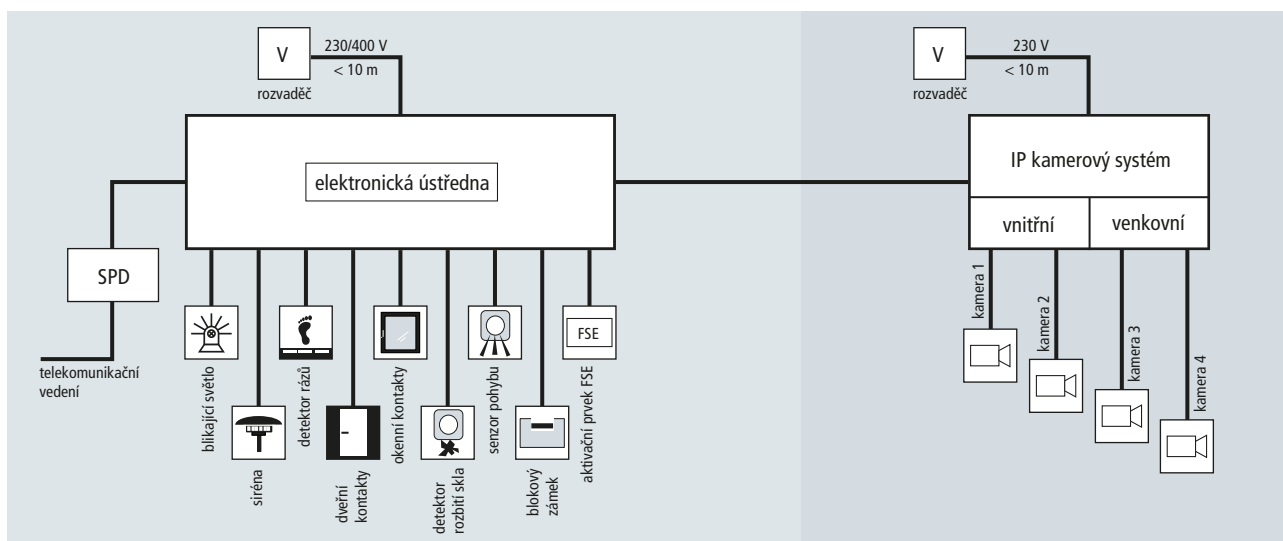 V
230/400 V
< 10 m
rozvaděč
elektronická ústředna
SPD
telekomunikační
vedení
blikající světlo
siréna
detektor rázů
dveřní
kontakty
okenní kontakty
detektor
rozbití skla
senzor pohybu
blokový
zámek
FSE
aktivační prvek FSE
V
230 V
< 10 m
rozvaděč
IP kamerový systém
vnitřní
venkovní
kamera 1
kamera 2
kamera 3
kamera 4